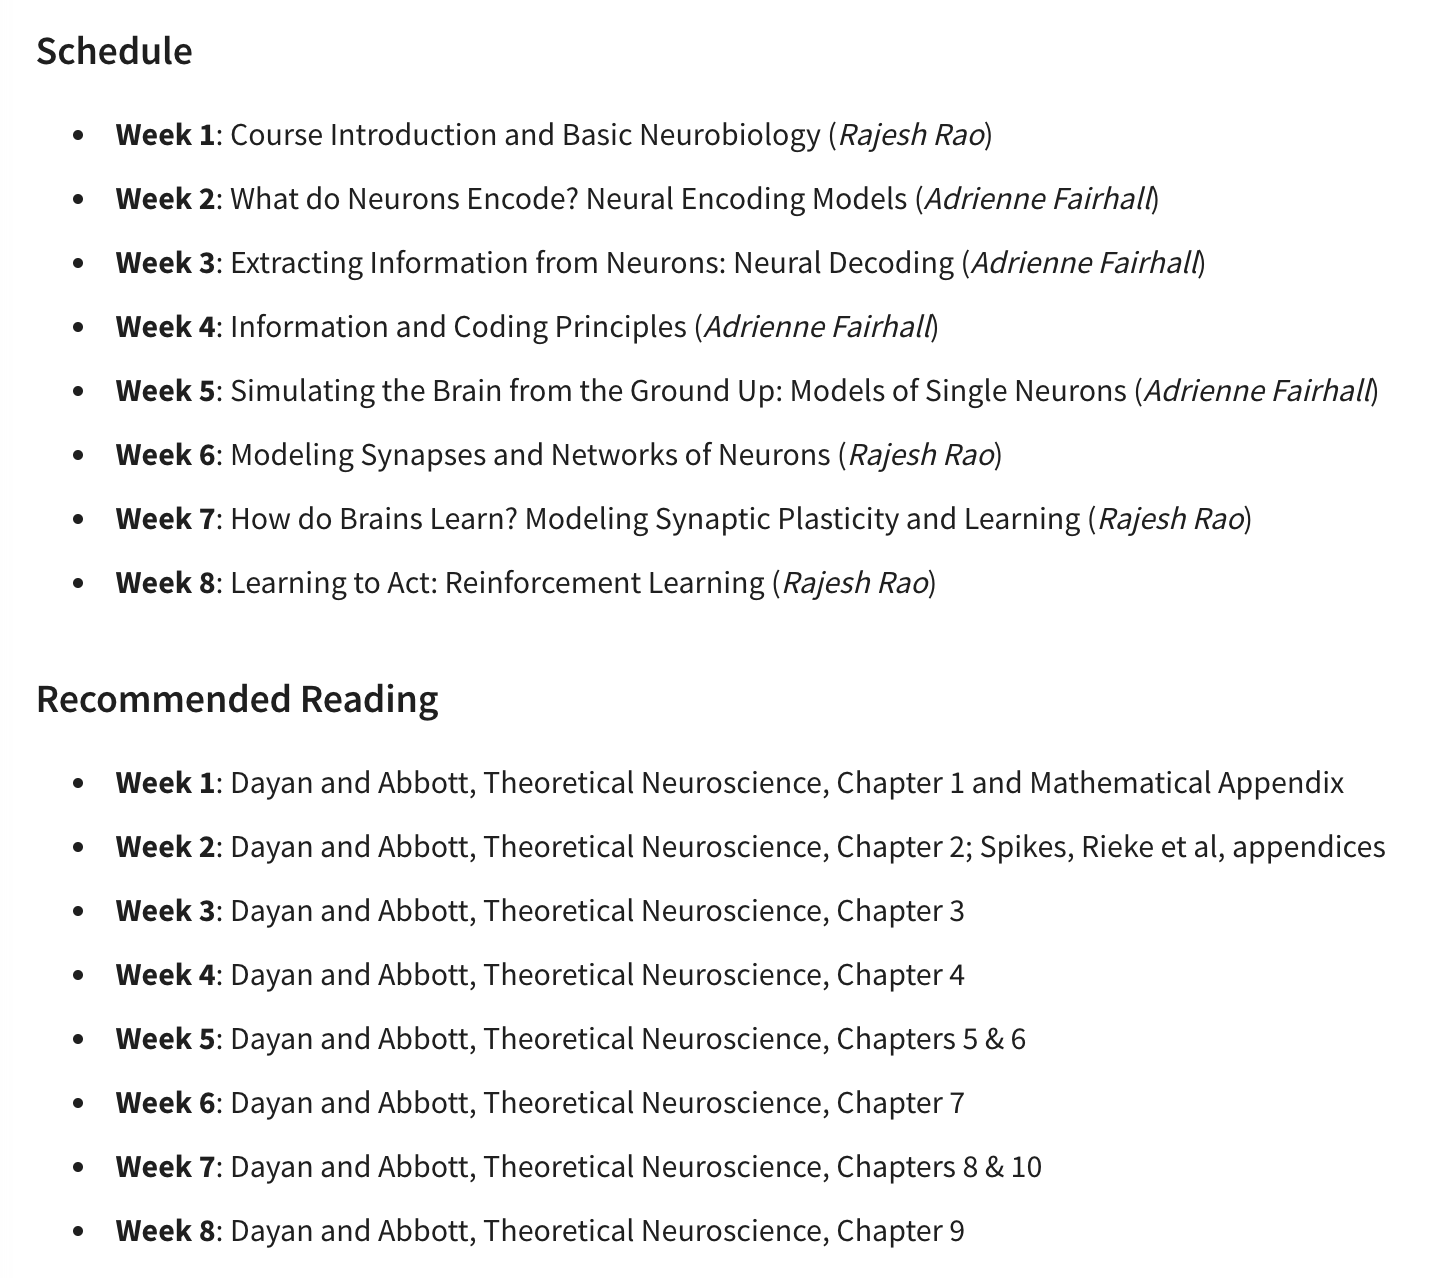 Schedule
• Week 1: Course Introduction and Basic Neurobiology (Rajesh Rao)
• Week 2: What do Neurons Encode? Neural Encoding Models (Adrienne Fairhall)
• Week 3: Extracting Information from Neurons: Neural Decoding (Adrienne Fairhall)
• Week 4: Information and Coding Principles (Adrienne Fairhall)
• Week 5: Simulating the Brain from the Ground Up: Models of Single Neurons (Adrienne Fairhall)
• Week 6: Modeling Synapses and Networks of Neurons (Rajesh Rao)
• Week 7: How do Brains Learn? Modeling Synaptic Plasticity and Learning (Rajesh Rao)
• Week 8: Learning to Act: Reinforcement Learning (Rajesh Rao)
Recommended Reading
• Week 1: Dayan and Abbott, Theoretical Neuroscience, Chapter 1 and Mathematical Appendix
• Week 2: Dayan and Abbott, Theoretical Neuroscience, Chapter 2; Spikes, Rieke et al, appendices
• Week 3: Dayan and Abbott, Theoretical Neuroscience, Chapter 3
• Week 4: Dayan and Abbott, Theoretical Neuroscience, Chapter 4
• Week 5: Dayan and Abbott, Theoretical Neuroscience, Chapters 5 & 6
• Week 6: Dayan and Abbott, Theoretical Neuroscience, Chapter 7
• Week 7: Dayan and Abbott, Theoretical Neuroscience, Chapters 8 & 10
• Week 8: Dayan and Abbott, Theoretical Neuroscience, Chapter 9